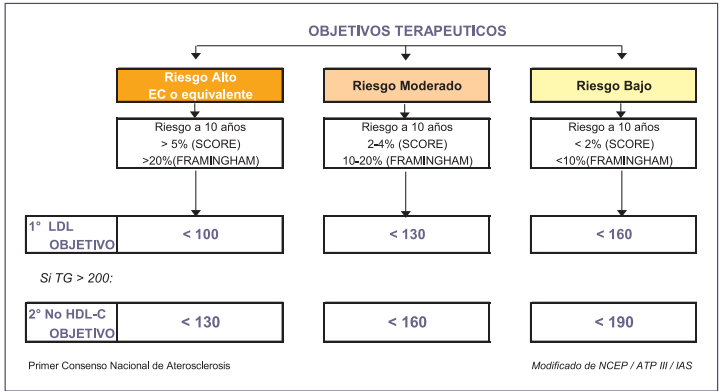 OBJETIVOS TERAPEUTICOS
Riesgo Alto
EC o equivalente
Riesgo Moderado
Riesgo Bajo
Riesgo a 10 años
> 5% (SCORE)
>20%(FRAMINGHAM)
Riesgo a 10 años
2-4% (SCORE)
10-20% (FRAMINGHAM)
Riesgo a 10 años
< 2% (SCORE)
<10%(FRAMINGHAM)
1° LDL
OBJETIVO
< 100
< 130
< 160
Si TG > 200:
2° No HDL-C
OBJETIVO
< 130
< 160
< 190
Primer Consenso Nacional de Aterosclerosis
Modificado de NCEP / ATP III / IAS